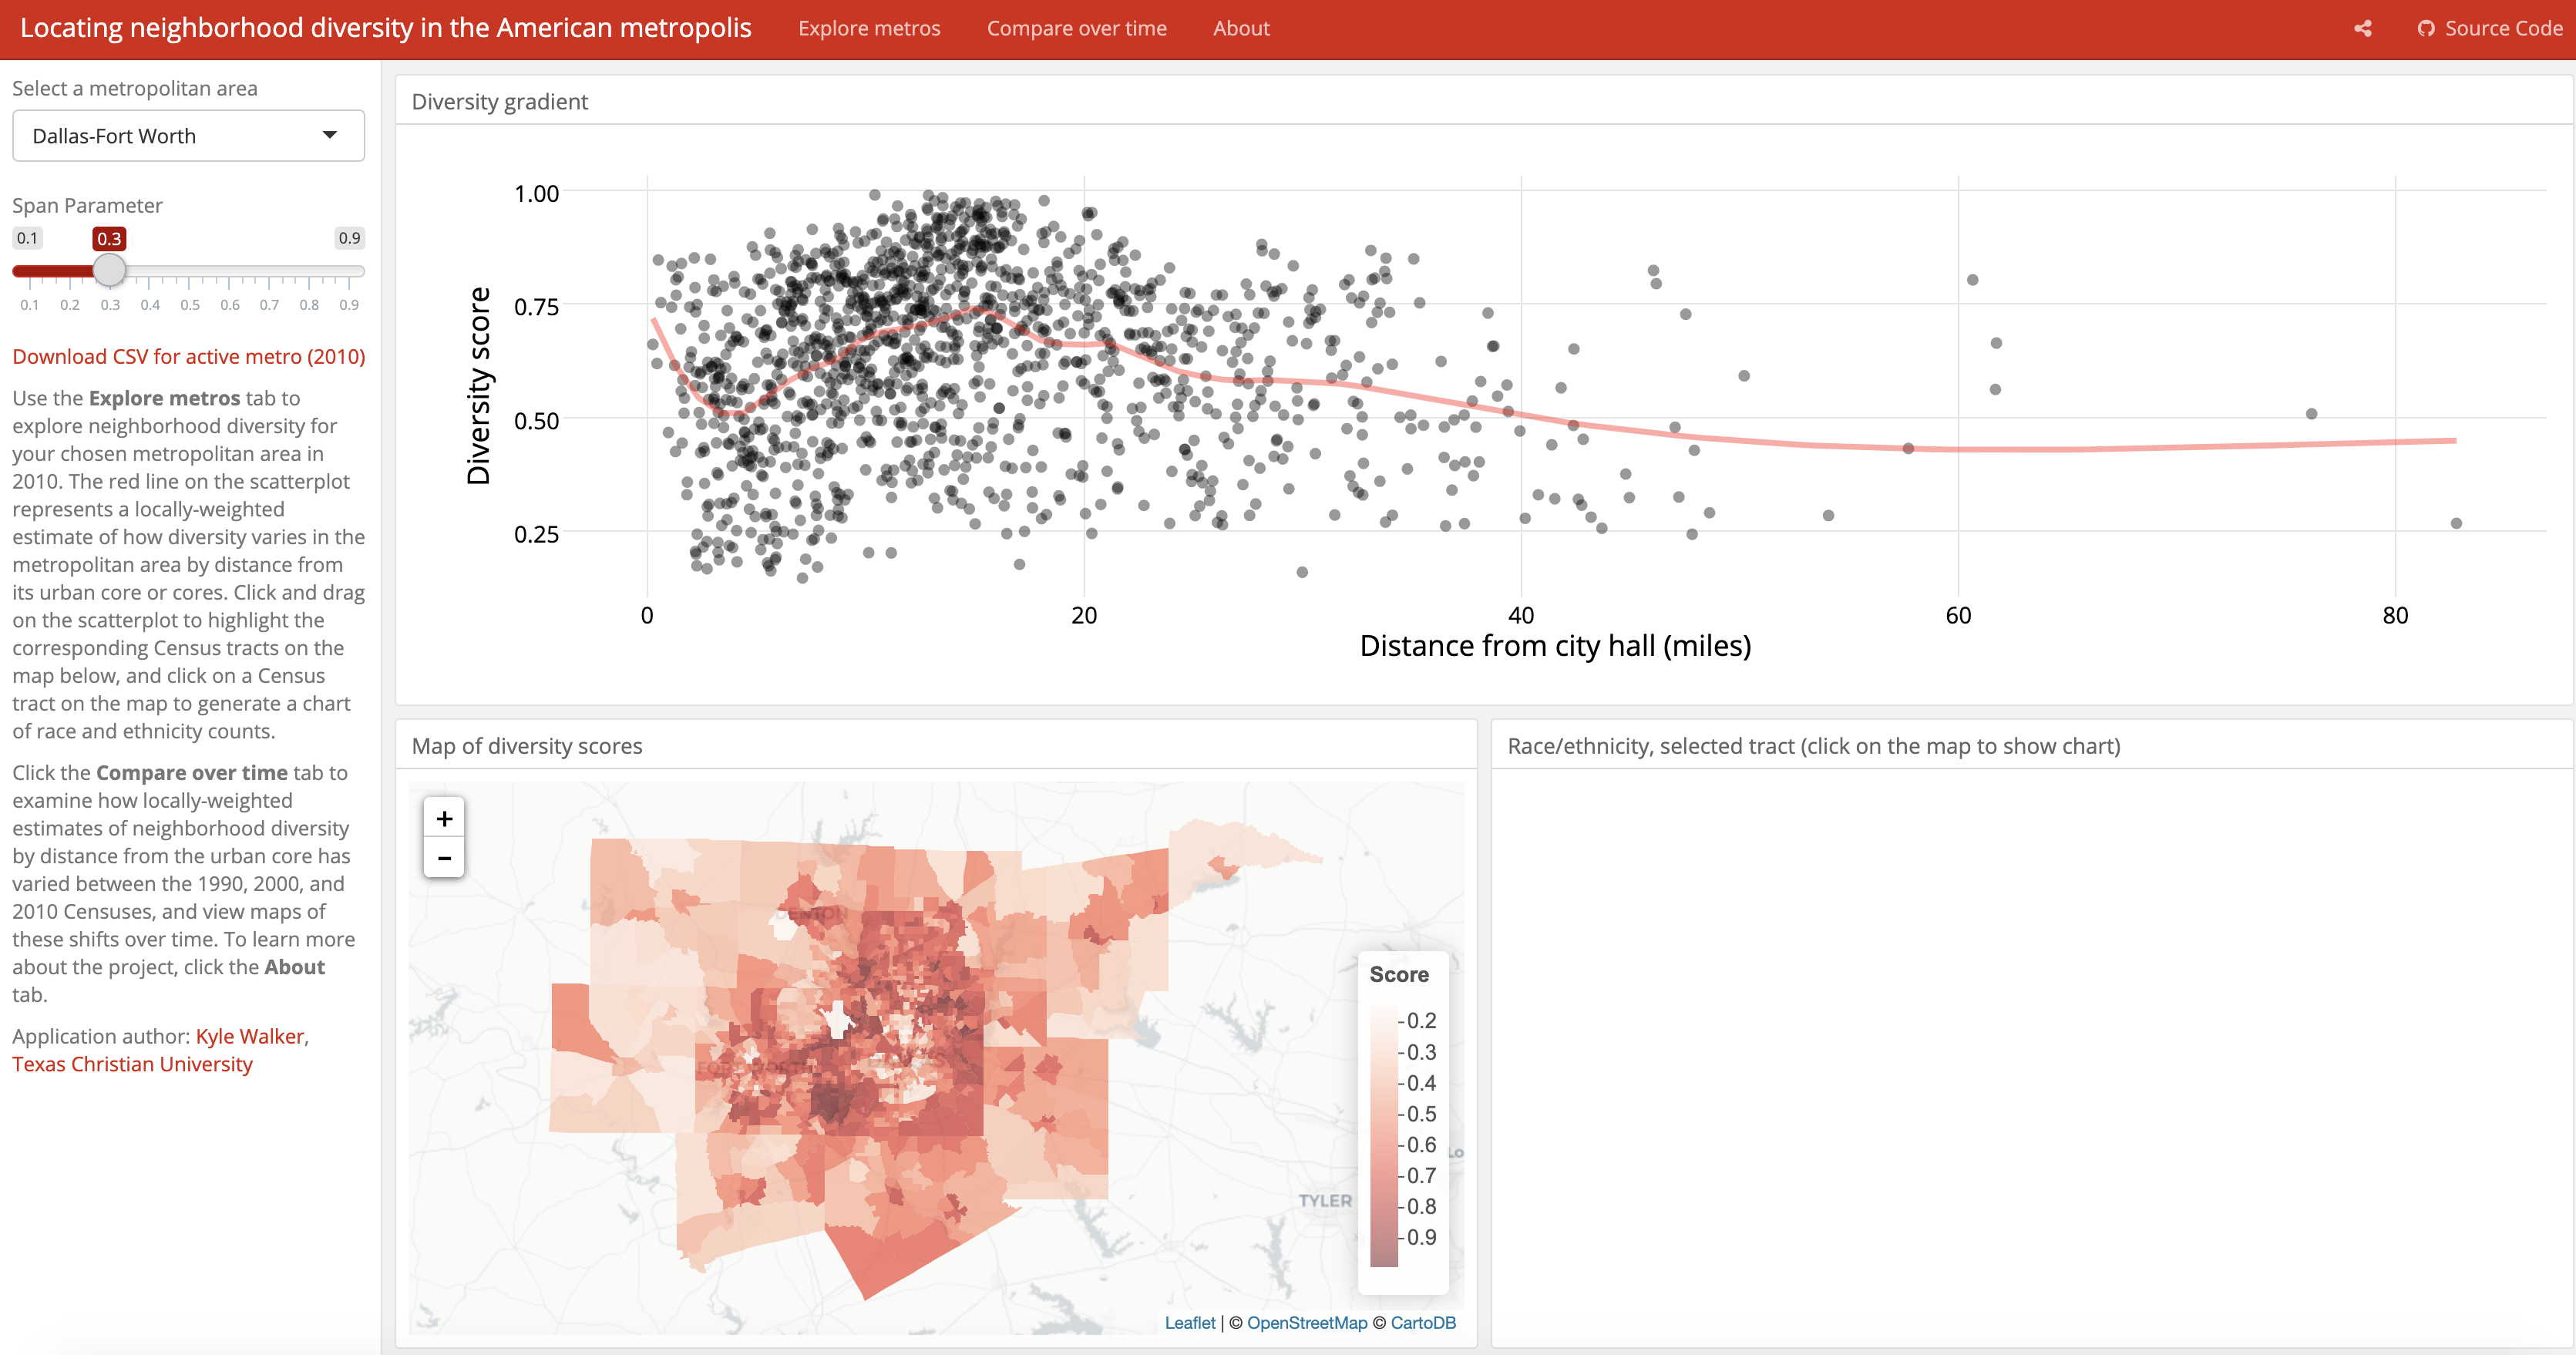 Locating neighborhood diversity in the American metropolis
Explore metros
Compare over time
About
Source Code
Select a metropolitan area
Dallas-Fort Worth
Span Parameter
0.1
0.3
0.9
0.1 0.2 0.3 0.4 0.5 0.6 0.7 0.8 0.9
Download CSV for active metro (2010)
Use the Explore metros tab to
explore neighborhood diversity for
your chosen metropolitan area in
2010. The red line on the scatterplot
represents a locally-weighted
estimate of how diversity varies in the
metropolitan area by distance from
its urban core or cores. Click and drag
on the scatterplot to highlight the
corresponding Census tracts on the
map below, and click on a Census
tract on the map to generate a chart
of race and ethnicity counts.
Click the Compare over time tab to
examine how locally-weighted
estimates of neighborhood diversity
by distance from the urban core has
varied between the 1990, 2000, and
2010 Censuses, and view maps of
these shifts over time. To learn more
about the project, click the About
tab.
Application author: Kyle Walker,
Texas Christian University
Diversity gradient
Diversity score
1.00
0.75
0.50
0.25
0 20 40 60 80
Distance from city hall (miles)
Map of diversity scores
+
−
DENTON
FORT WORTH
DALLAS
TYLER
Lo
Score
0.2
0.3
0.4
0.5
0.6
0.7
0.8
0.9
Leaflet | © OpenStreetMap © CartoDB
Race/ethnicity, selected tract (click on the map to show chart)